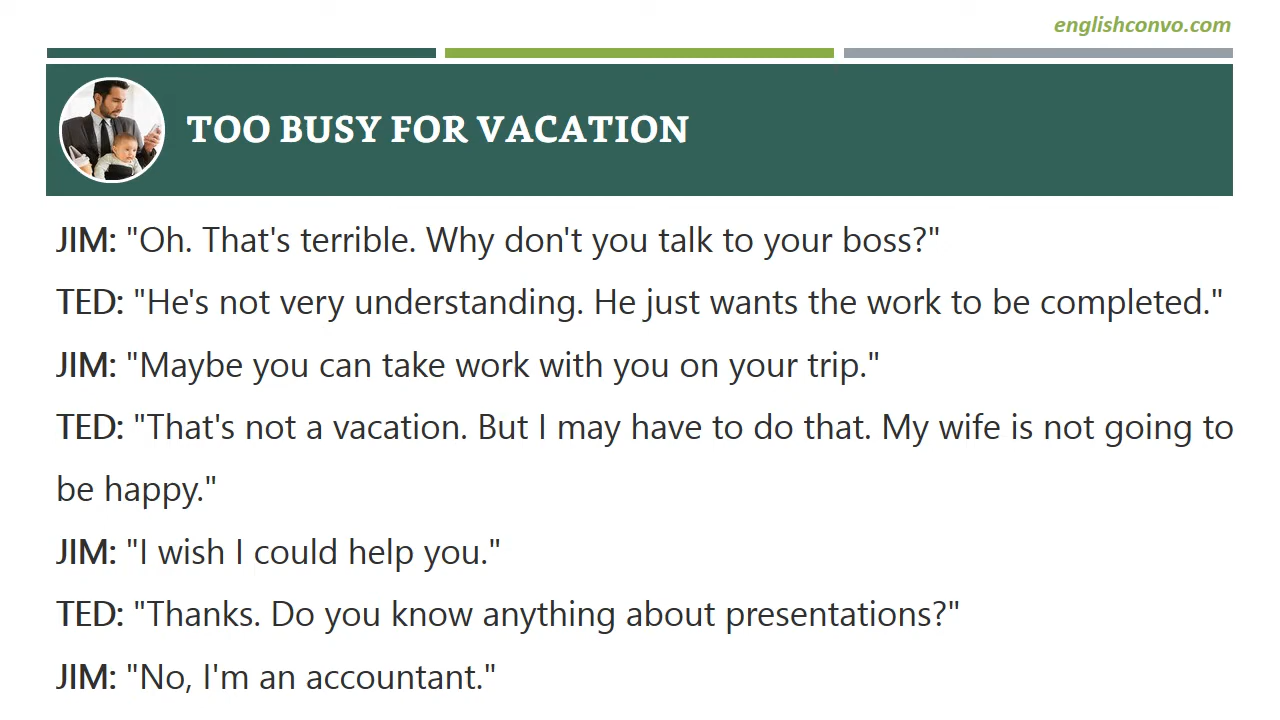 englishconvo.com
TOO BUSY FOR VACATION
JIM: "Oh. That's terrible. Why don't you talk to your boss?"
TED: "He's not very understanding. He just wants the work to be completed."
JIM: "Maybe you can take work with you on your trip."
TED: "That's not a vacation. But I may have to do that. My wife is not going to
be happy."
JIM: "I wish I could help you."
TED: "Thanks. Do you know anything about presentations?"
JIM: "No, I'm an accountant."